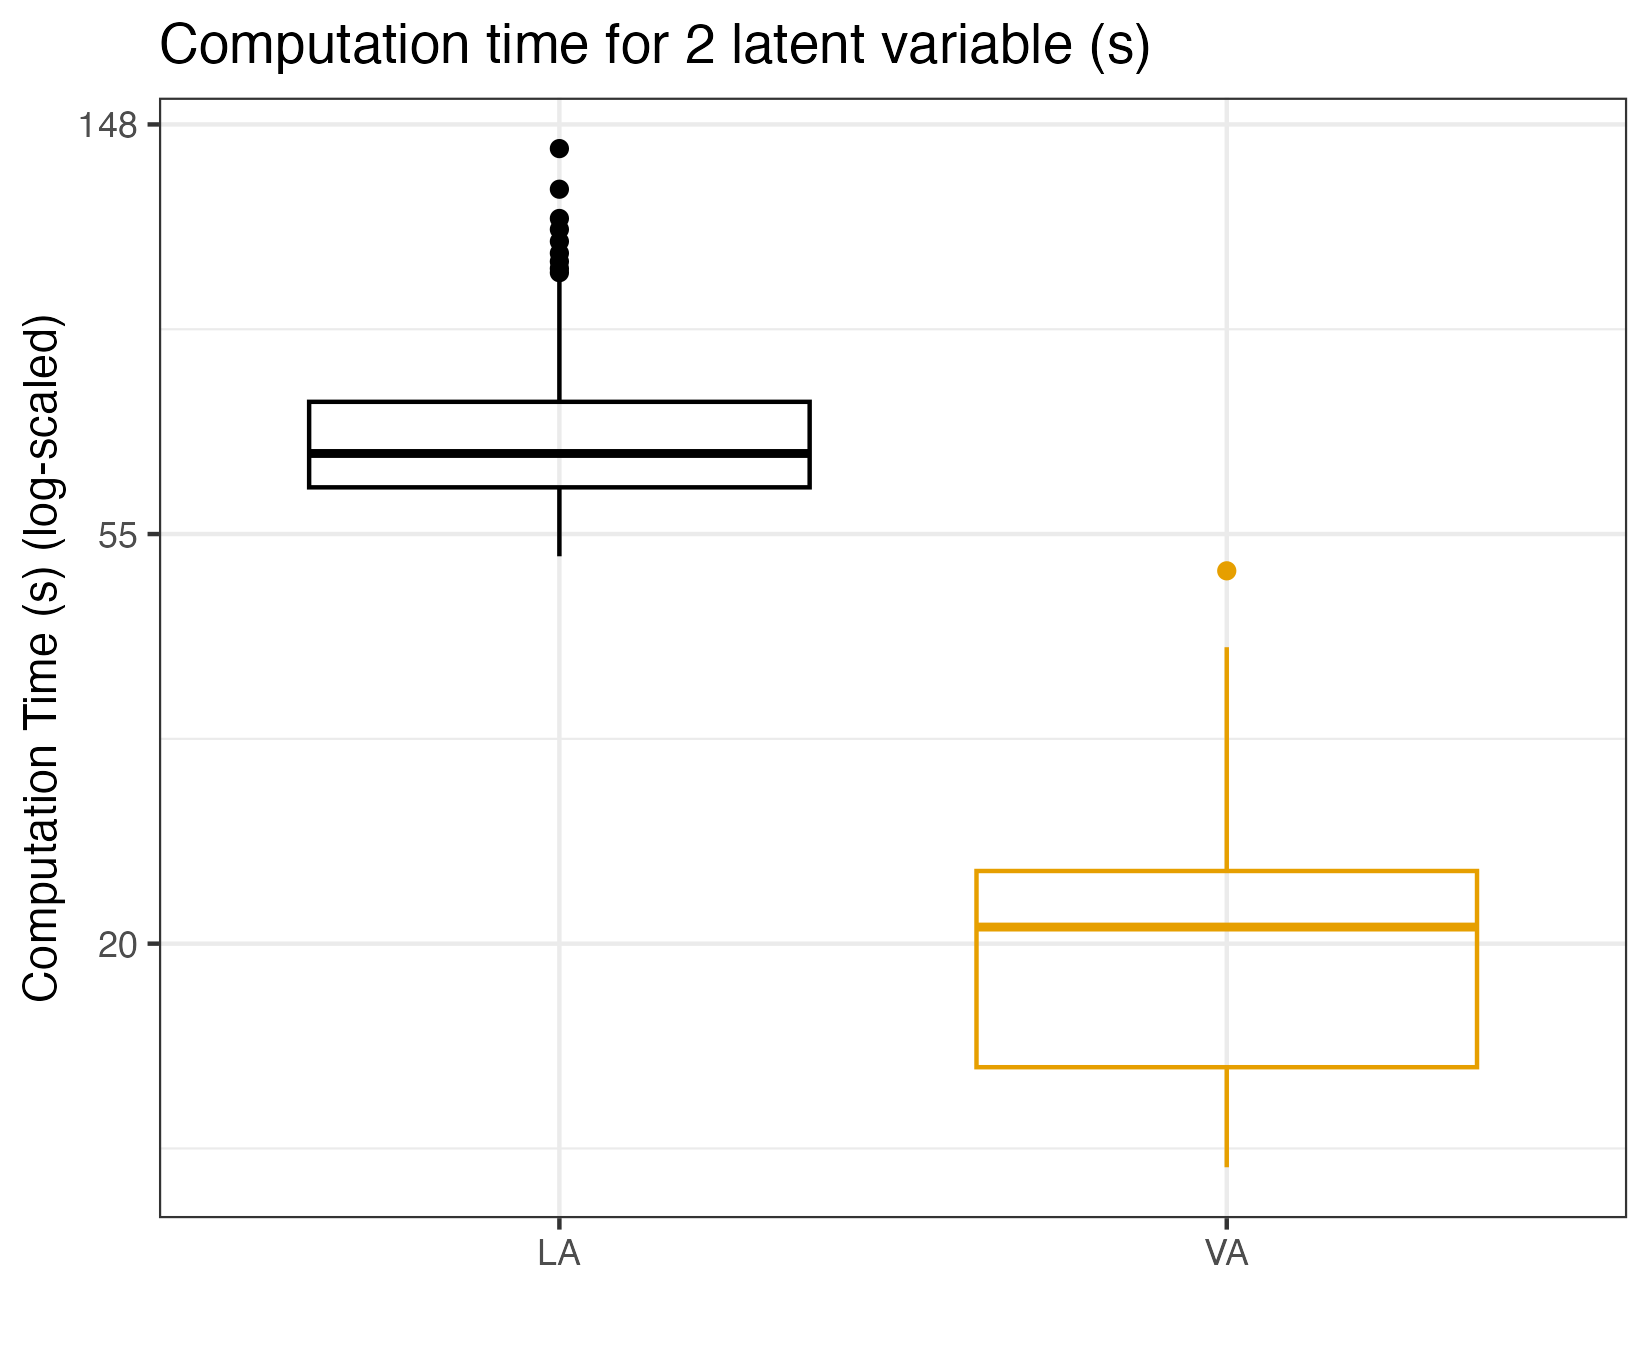 Computation time for 2 latent variable (s)
Computation Time (s) (log-scaled)
148
55
20
LA
VA